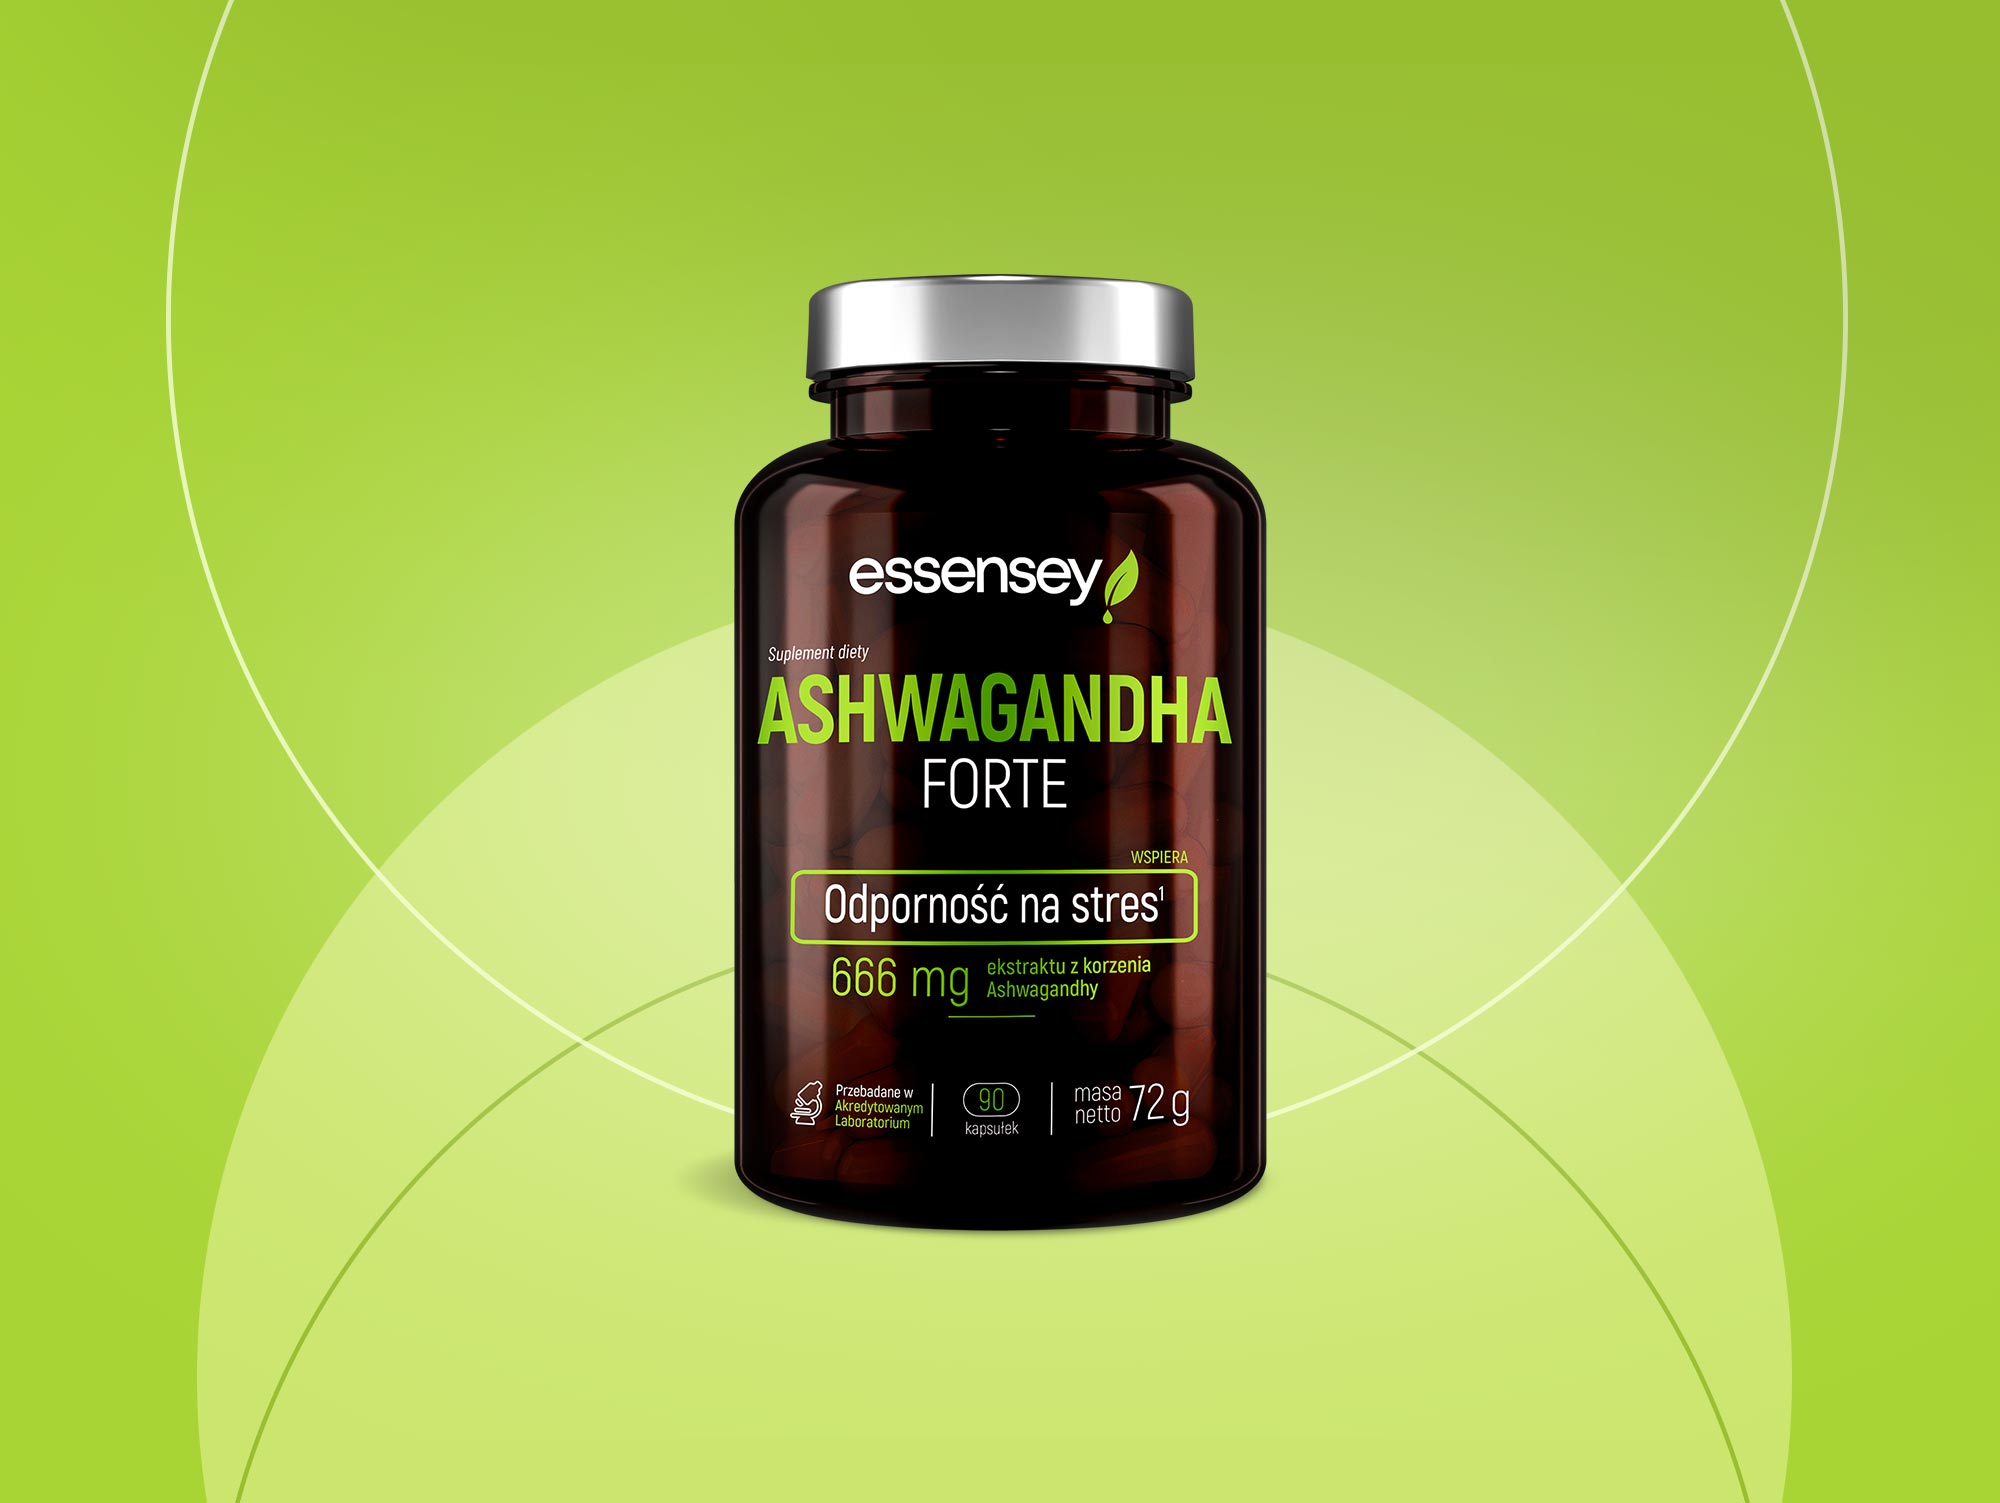 essensey
Suplement diety
ASHWAGANDHA
FORTE
WSPIERA
Odporność na stres¹
666 mg
ekstraktu z korzenia
Ashwagandhy
Przebadane w
Akredytowanym
Laboratorium
90
kapsułek
masa
netto 72 g